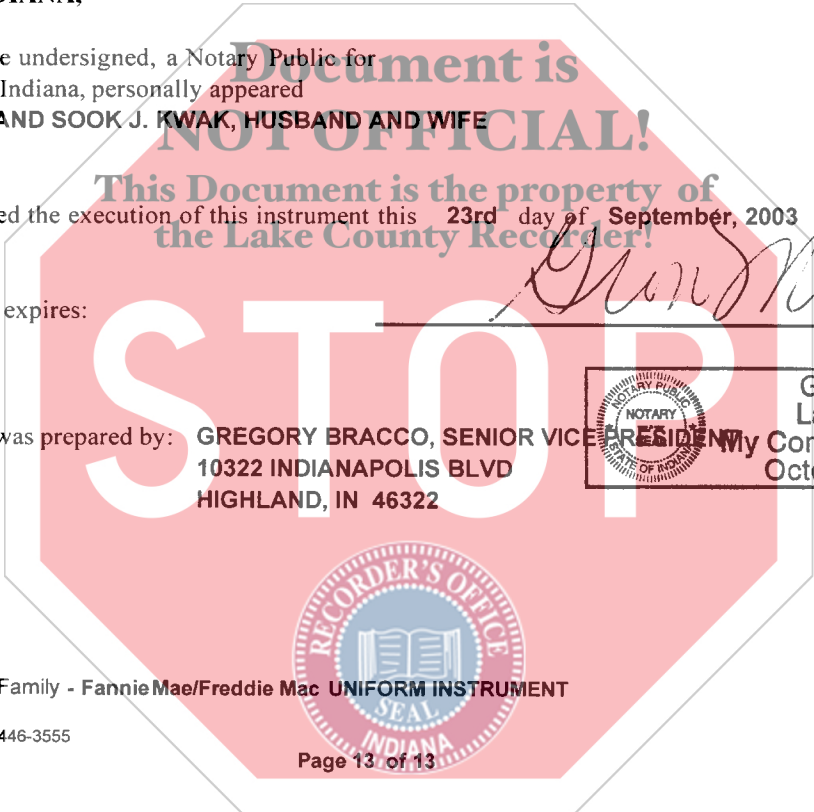 DIANA,
e undersigned, a Notary Public for
Indiana, personally appeared
AND SOOK J. KWAK, HUSBAND AND WIFE
Document is
NOT OFFICIAL!
This Document is the property of
the Lake County Recorder!
ed the execution of this instrument this 23rd day of September, 2003
expires:
STOP
was prepared by: GREGORY BRACCO, SENIOR VICE PRESIDENT
10322 INDIANAPOLIS BLVD
HIGHLAND, IN 46322
NOTARY PUBLIC
NOTARY
STATE OF INDIANA
G
La
My Com
Octo
RECORDER'S OFFICE
SEAL
INDIANA
Family - Fannie Mae/Freddie Mac UNIFORM INSTRUMENT
446-3555
Page 13 of 13